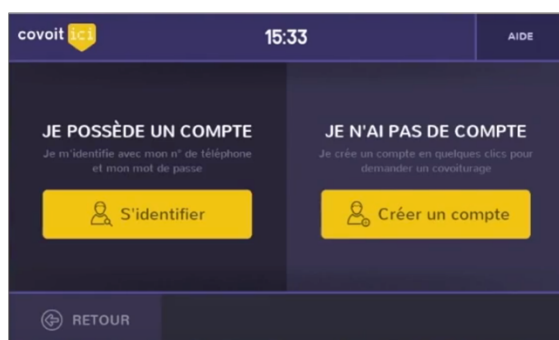 covoit ici
15:33
AIDE
JE POSSÈDE UN COMPTE
Je m'identifie avec mon n° de téléphone
et mon mot de passe
S'identifier
JE N'AI PAS DE COMPTE
Je crée un compte en quelques clics pour
demander un covoiturage
Créer un compte
RETOUR